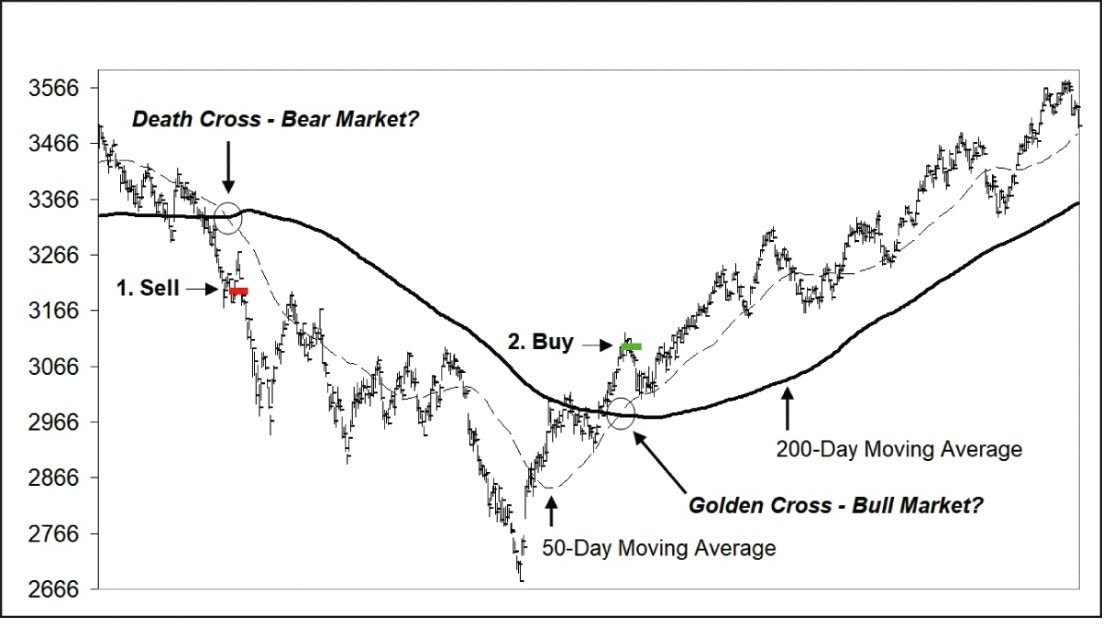 3566
Death Cross - Bear Market?
3466
3366
3266
1. Sell
3166
2. Buy
3066
2966
200-Day Moving Average
2866
Golden Cross - Bull Market?
2766
50-Day Moving Average
2666